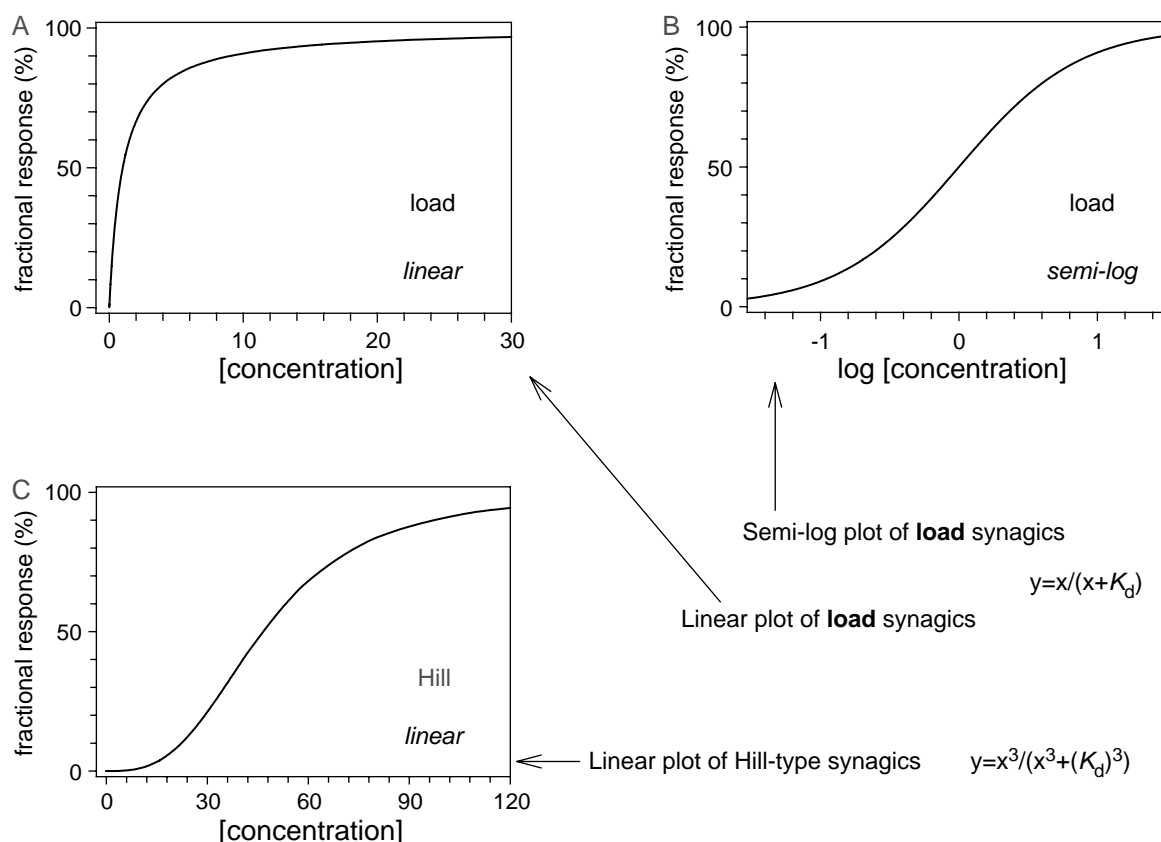 A
100
50
0
fractional response (%)
load
linear
0 10 20 30
[concentration]
B
100
50
0
fractional response (%)
load
semi-log
-1 0 1
log [concentration]
C
100
50
0
fractional response (%)
Hill
linear
0 30 60 90 120
[concentration]
Semi-log plot of load synagics
y=x/(x+K_d)
Linear plot of load synagics
Linear plot of Hill-type synagics y=x³/(x³+(K_d)³)